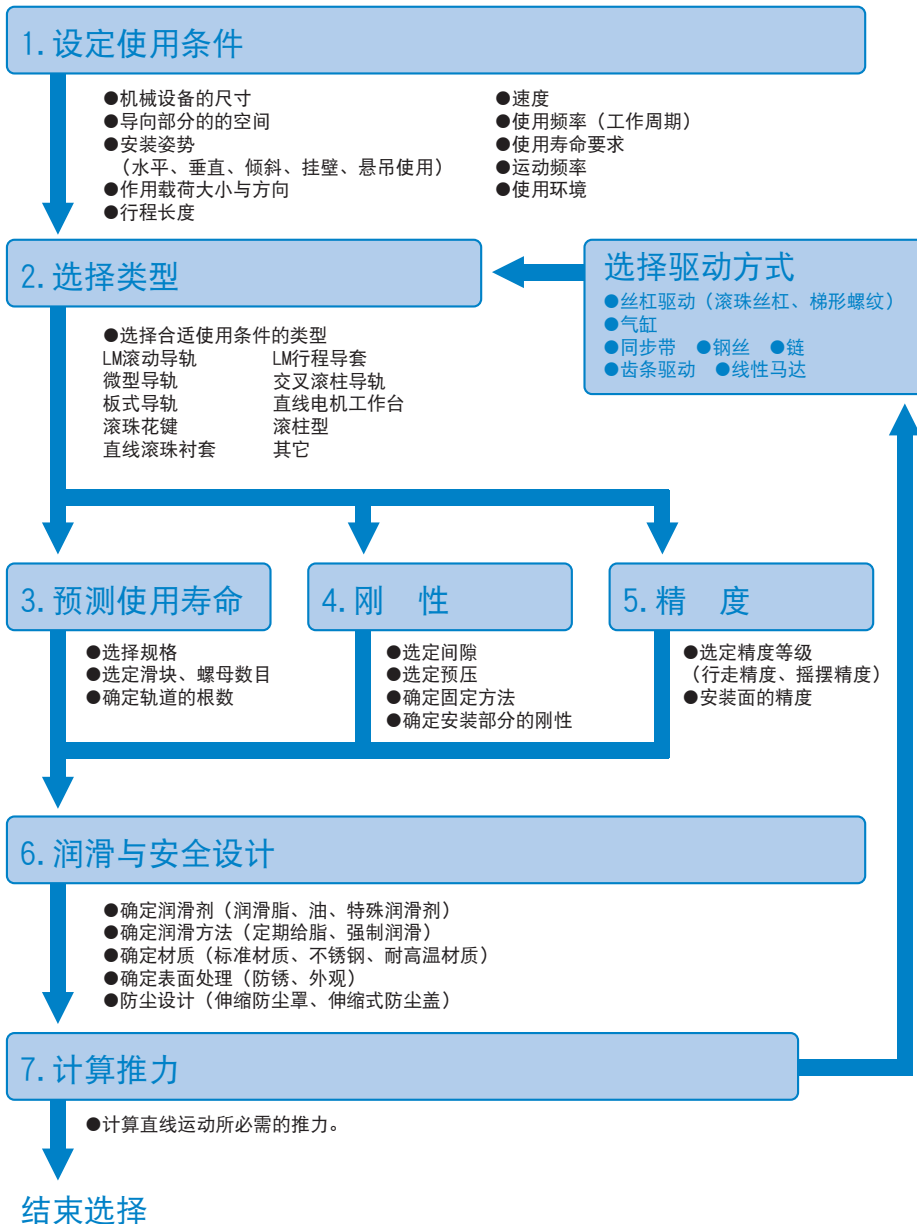 1.设定使用条件
●机械设备的尺寸
●导向部分的的空间
●安装姿势
（水平、垂直、倾斜、挂壁、悬吊使用）
●作用载荷大小与方向
●行程长度
●速度
●使用频率（工作周期）
●使用寿命要求
●运动频率
●使用环境
2.选择类型
●选择合适使用条件的类型
LM滚动导轨 LM行程导套
微型导轨 交叉滚柱导轨
板式导轨 直线电机工作台
滚珠花键 滚柱型
直线滚珠衬套 其它
选择驱动方式
●丝杠驱动（滚珠丝杠、梯形螺纹）
●气缸
●同步带 ●钢丝 ●链
●齿条驱动 ●线性马达
3.预测使用寿命
●选择规格
●选定滑块、螺母数目
●确定轨道的根数
4.刚 性
●选定间隙
●选定预压
●确定固定方法
●确定安装部分的刚性
5.精 度
●选定精度等级
（行走精度、摇摆精度）
●安装面的精度
6.润滑与安全设计
●确定润滑剂（润滑脂、油、特殊润滑剂）
●确定润滑方法（定期给脂、强制润滑）
●确定材质（标准材质、不锈钢、耐高温材质）
●确定表面处理（防锈、外观）
●防尘设计（伸缩防尘罩、伸缩式防尘盖）
7.计算推力
●计算直线运动所必需的推力。
结束选择